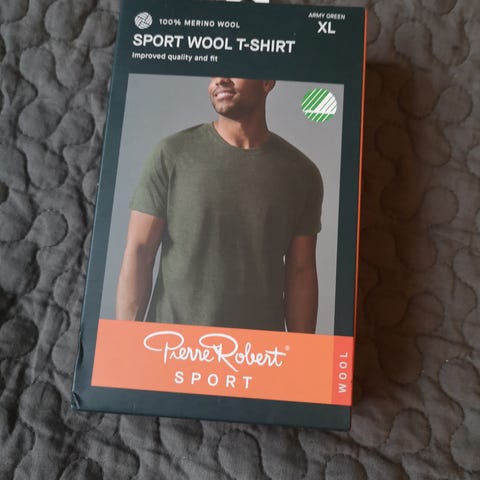 100% MERINO WOOL
SPORT WOOL T-SHIRT
Improved quality and fit
ARMY GREEN
XL
Pierre Robert®
SPORT
WOOL